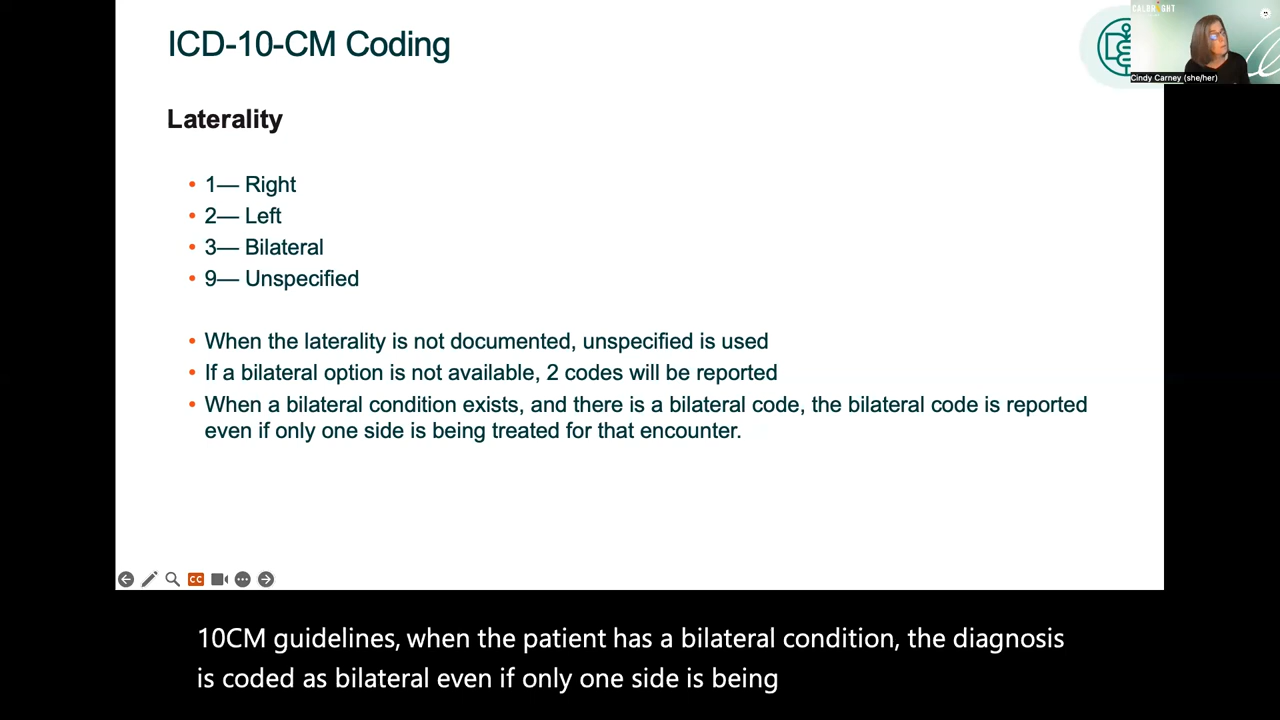 ICD-10-CM Coding
CALBRIGHT
Cindy Carney (she/her)
Laterality
• 1— Right
• 2— Left
• 3— Bilateral
• 9— Unspecified
• When the laterality is not documented, unspecified is used
• If a bilateral option is not available, 2 codes will be reported
• When a bilateral condition exists, and there is a bilateral code, the bilateral code is reported
even if only one side is being treated for that encounter.
CC
10CM guidelines, when the patient has a bilateral condition, the diagnosis
is coded as bilateral even if only one side is being